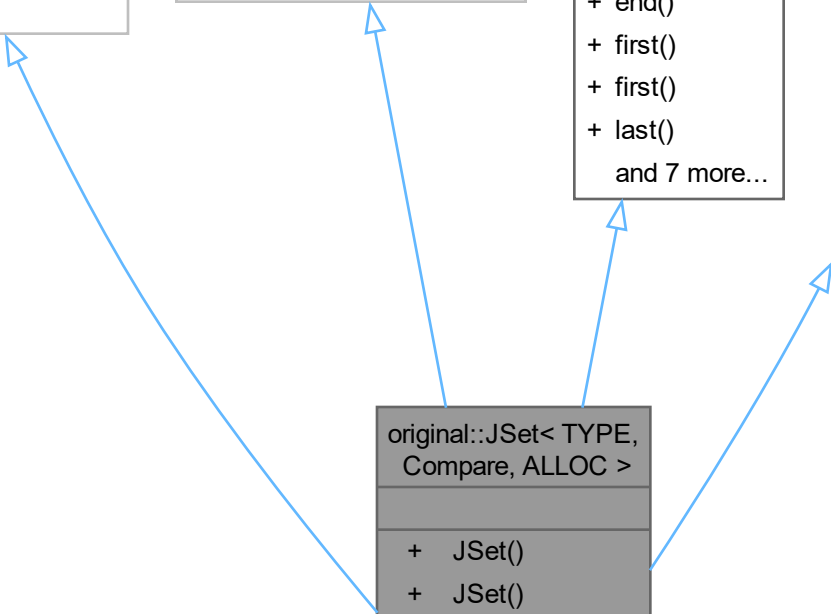 + end()
+ first()
+ first()
+ last()
and 7 more...
original::JSet< TYPE,
Compare, ALLOC >
+ JSet()
+ JSet()